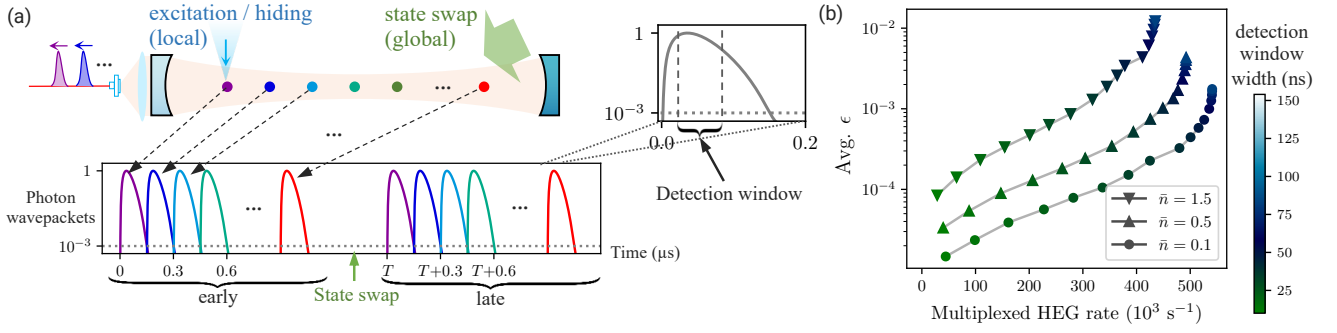 (a)
excitation / hiding
(local)
state swap
(global)
...
...
...
1
10⁻³
0.0
0.2
Detection window
Photon
wavepackets
1
10⁻³
...
...
Time (μs)
0
0.3
0.6
T
T+0.3
T+0.6
early
State swap
late
(b)
Avg. ϵ
10⁻²
10⁻³
10⁻⁴
n̄ = 1.5
n̄ = 0.5
n̄ = 0.1
0
100
200
300
400
500
Multiplexed HEG rate (10³ s⁻¹)
detection
window
width (ns)
150
125
100
75
50
25